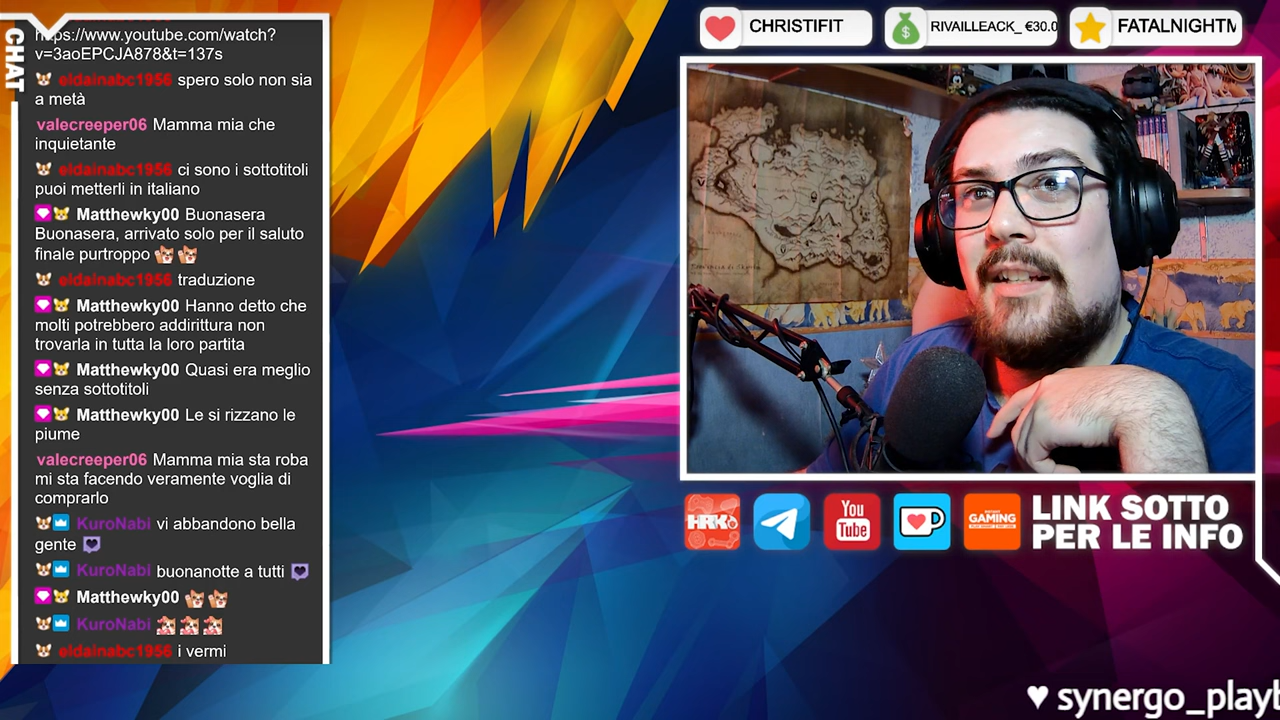 CHAT
https://www.youtube.com/watch?
v=3aoEPCJA878&t=137s
eldainabc1956 spero solo non sia
a metà
valecreeper06 Mamma mia che
inquietante
eldainabc1956 ci sono i sottotitoli
puoi metterli in italiano
Matthewky00 Buonasera
Buonasera, arrivato solo per il saluto
finale purtroppo
eldainabc1956 traduzione
Matthewky00 Hanno detto che
molti potrebbero addirittura non
trovarla in tutta la loro partita
Matthewky00 Quasi era meglio
senza sottotitoli
Matthewky00 Le si rizzano le
piume
valecreeper06 Mamma mia sta roba
mi sta facendo veramente voglia di
comprarlo
KuroNabi vi abbandono bella
gente
KuroNabi buonanotte a tutti
Matthewky00
KuroNabi
eldainabc1956 i vermi
CHRISTIFIT
RIVAILLEACK_ €30.0
FATALNIGHTM
HRK
You
Tube
INSTANT
GAMING
LINK SOTTO
PER LE INFO
♥ synergo_playb